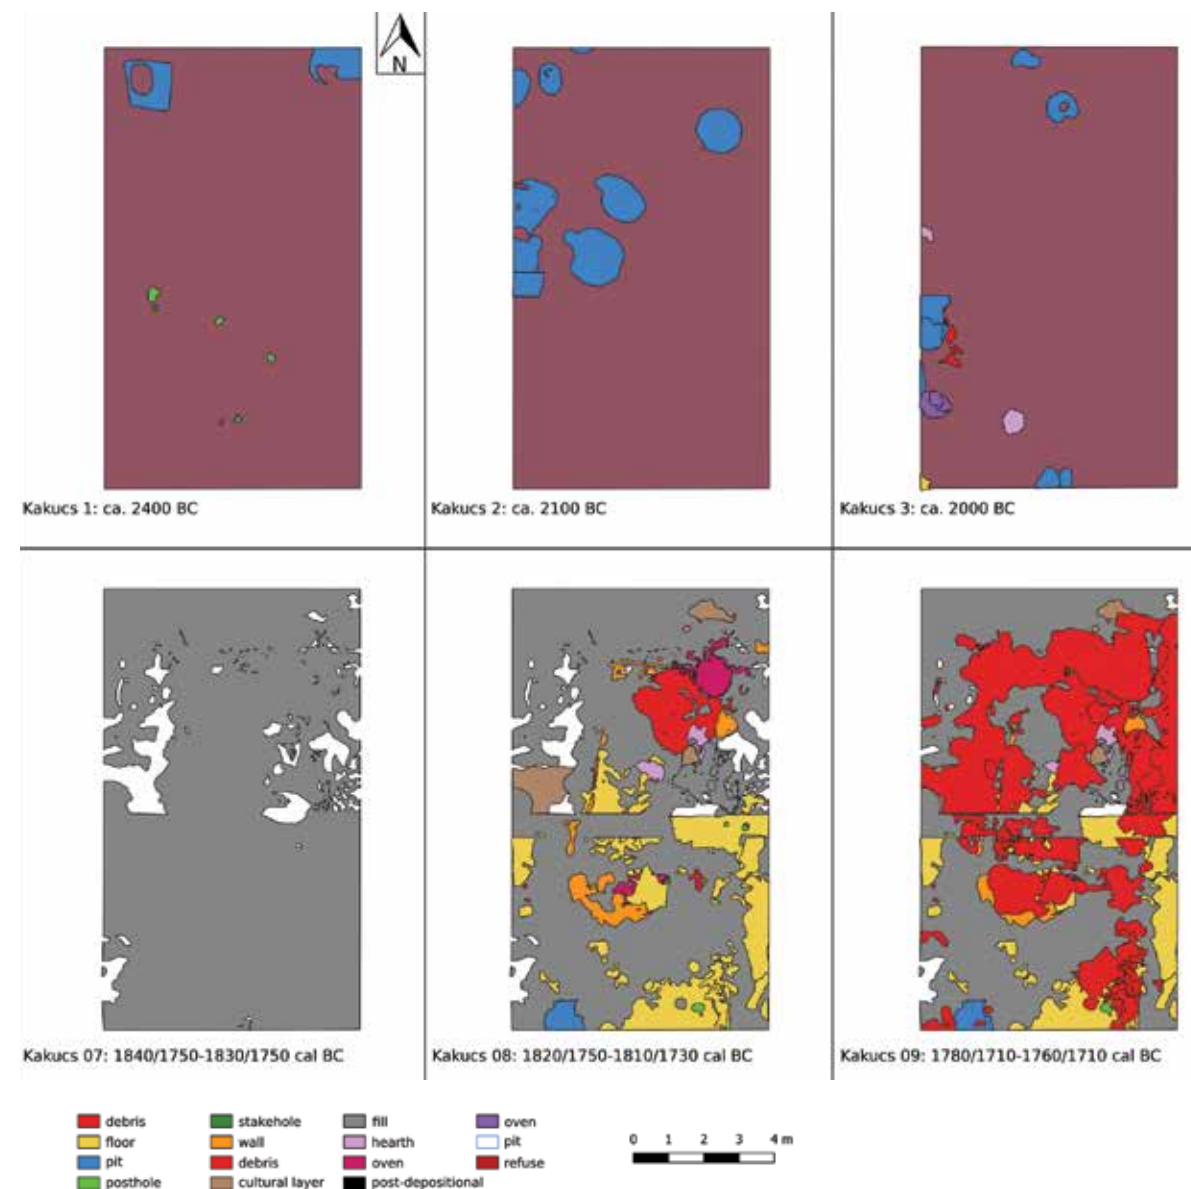 N
Kakucs 1: ca. 2400 BC
Kakucs 2: ca. 2100 BC
Kakucs 3: ca. 2000 BC
Kakucs 07: 1840/1750-1830/1750 cal BC
Kakucs 08: 1820/1750-1810/1730 cal BC
Kakucs 09: 1780/1710-1760/1710 cal BC
debris stakehole fill oven
floor wall hearth pit
pit debris oven refuse
posthole cultural layer post-depositional
0 1 2 3 4 m